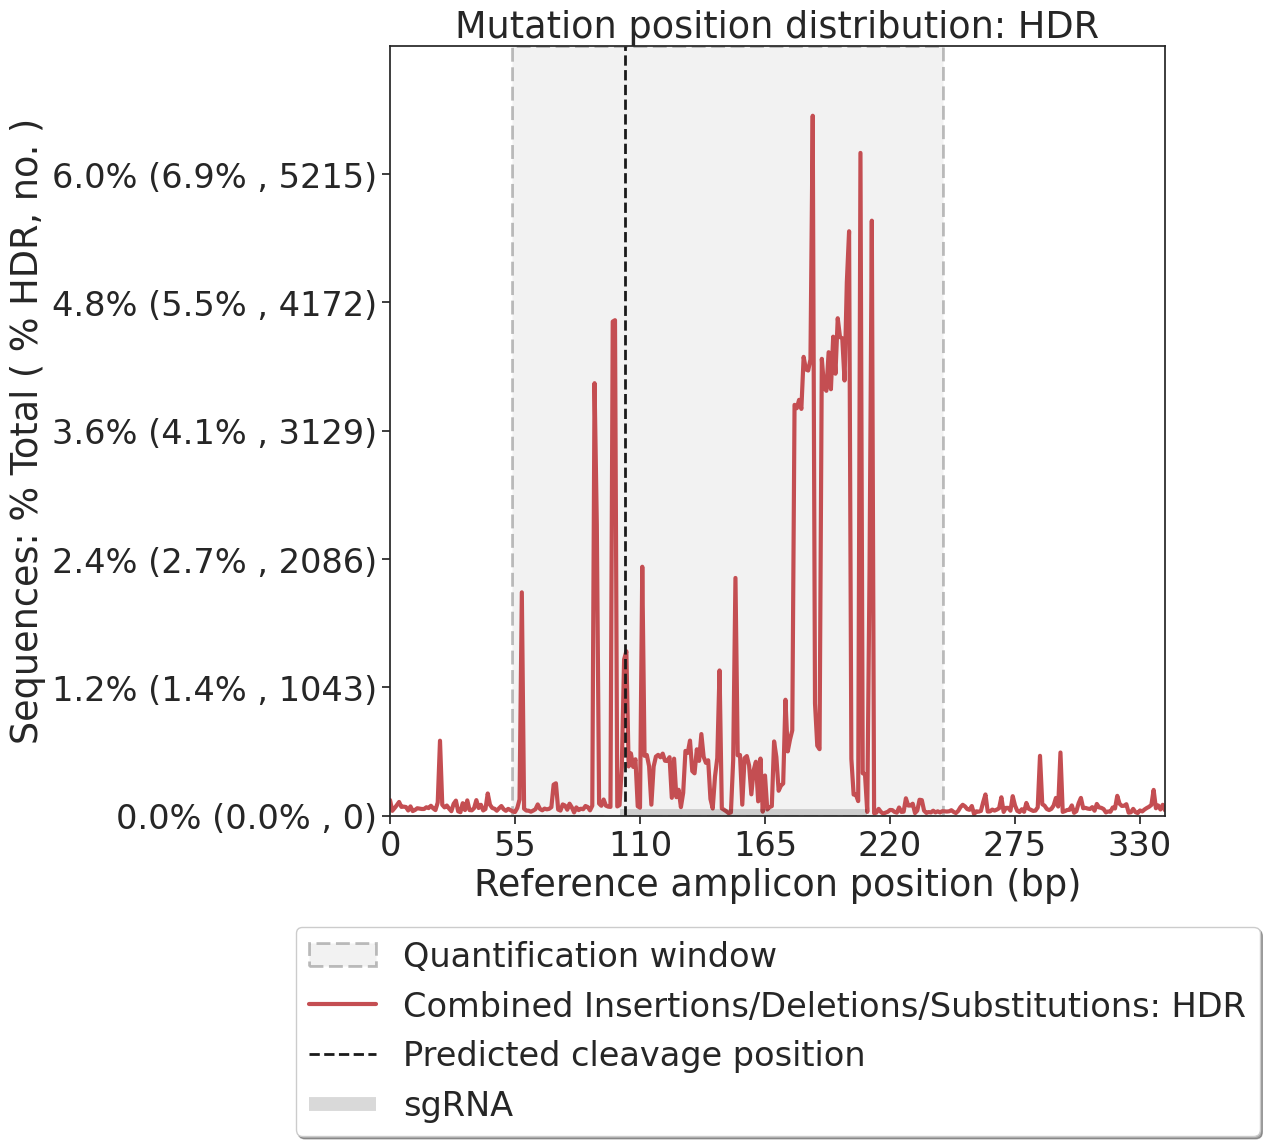 Mutation position distribution: HDR
Sequences: % Total ( % HDR, no. )
6.0% (6.9% , 5215)
4.8% (5.5% , 4172)
3.6% (4.1% , 3129)
2.4% (2.7% , 2086)
1.2% (1.4% , 1043)
0.0% (0.0% , 0)
0 55 110 165 220 275 330
Reference amplicon position (bp)
Quantification window
Combined Insertions/Deletions/Substitutions: HDR
Predicted cleavage position
sgRNA